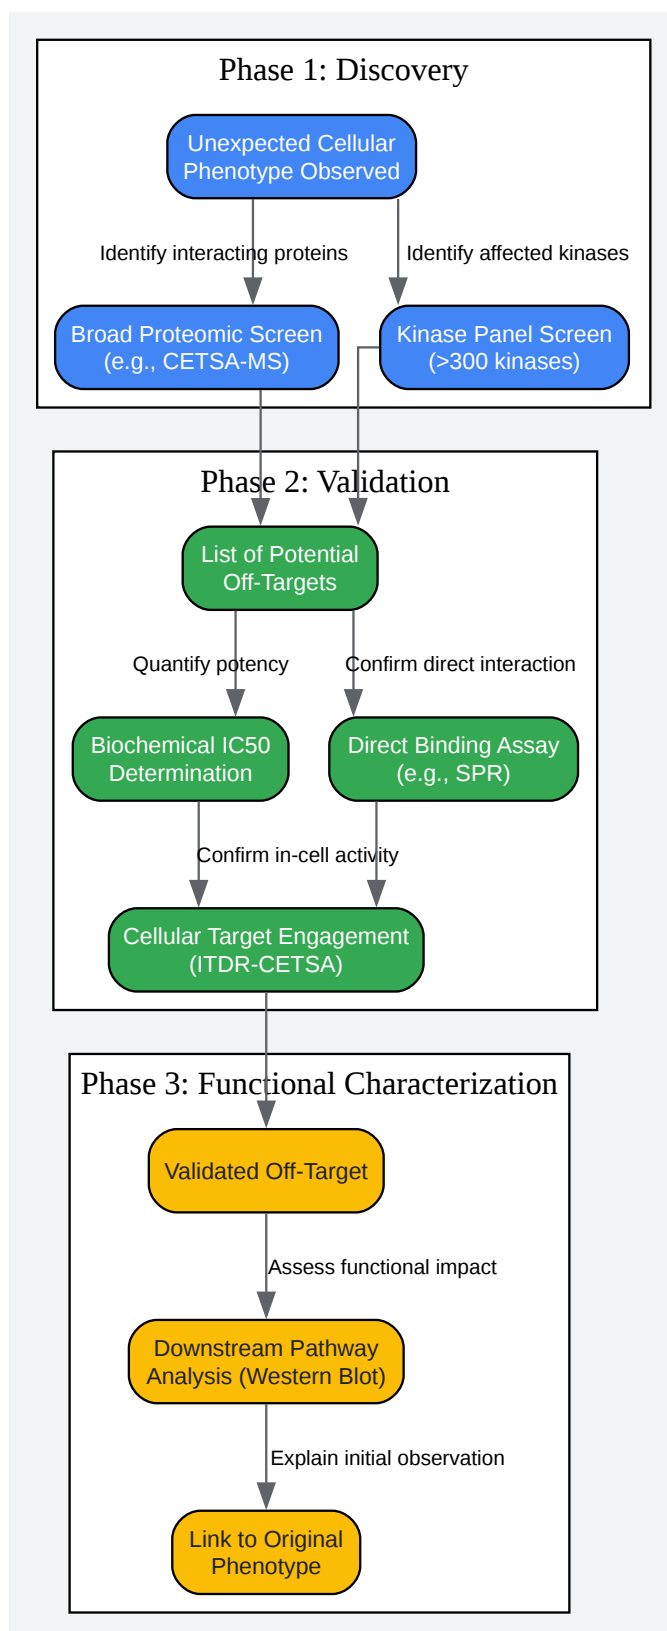 Phase 1: Discovery
Unexpected Cellular
Phenotype Observed
Identify interacting proteins
Identify affected kinases
Broad Proteomic Screen
(e.g., CETSA-MS)
Kinase Panel Screen
(>300 kinases)
Phase 2: Validation
List of Potential
Off-Targets
Quantify potency
Confirm direct interaction
Biochemical IC50
Determination
Direct Binding Assay
(e.g., SPR)
Confirm in-cell activity
Cellular Target Engagement
(ITDR-CETSA)
Phase 3: Functional Characterization
Validated Off-Target
Assess functional impact
Downstream Pathway
Analysis (Western Blot)
Explain initial observation
Link to Original
Phenotype